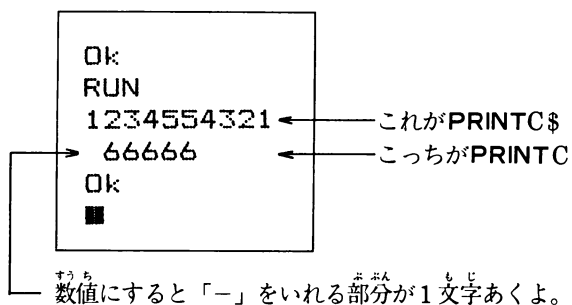 Ok
RUN
1234554321 これがPRINTC$
66666 こっちがPRINTC
Ok
数値にすると「－」をいれる部分が1文字あくよ。